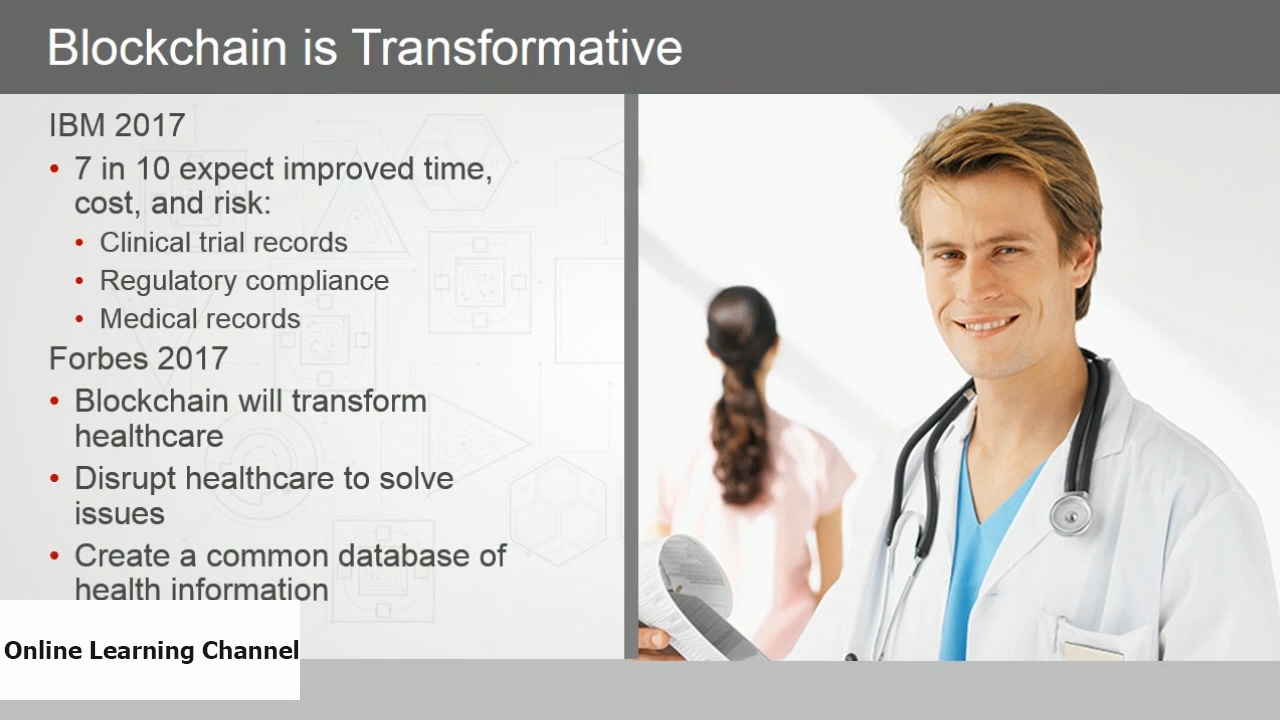 Blockchain is Transformative
IBM 2017
• 7 in 10 expect improved time,
cost, and risk:
• Clinical trial records
• Regulatory compliance
• Medical records
Forbes 2017
• Blockchain will transform
healthcare
• Disrupt healthcare to solve
issues
• Create a common database of
health information
Online Learning Channel